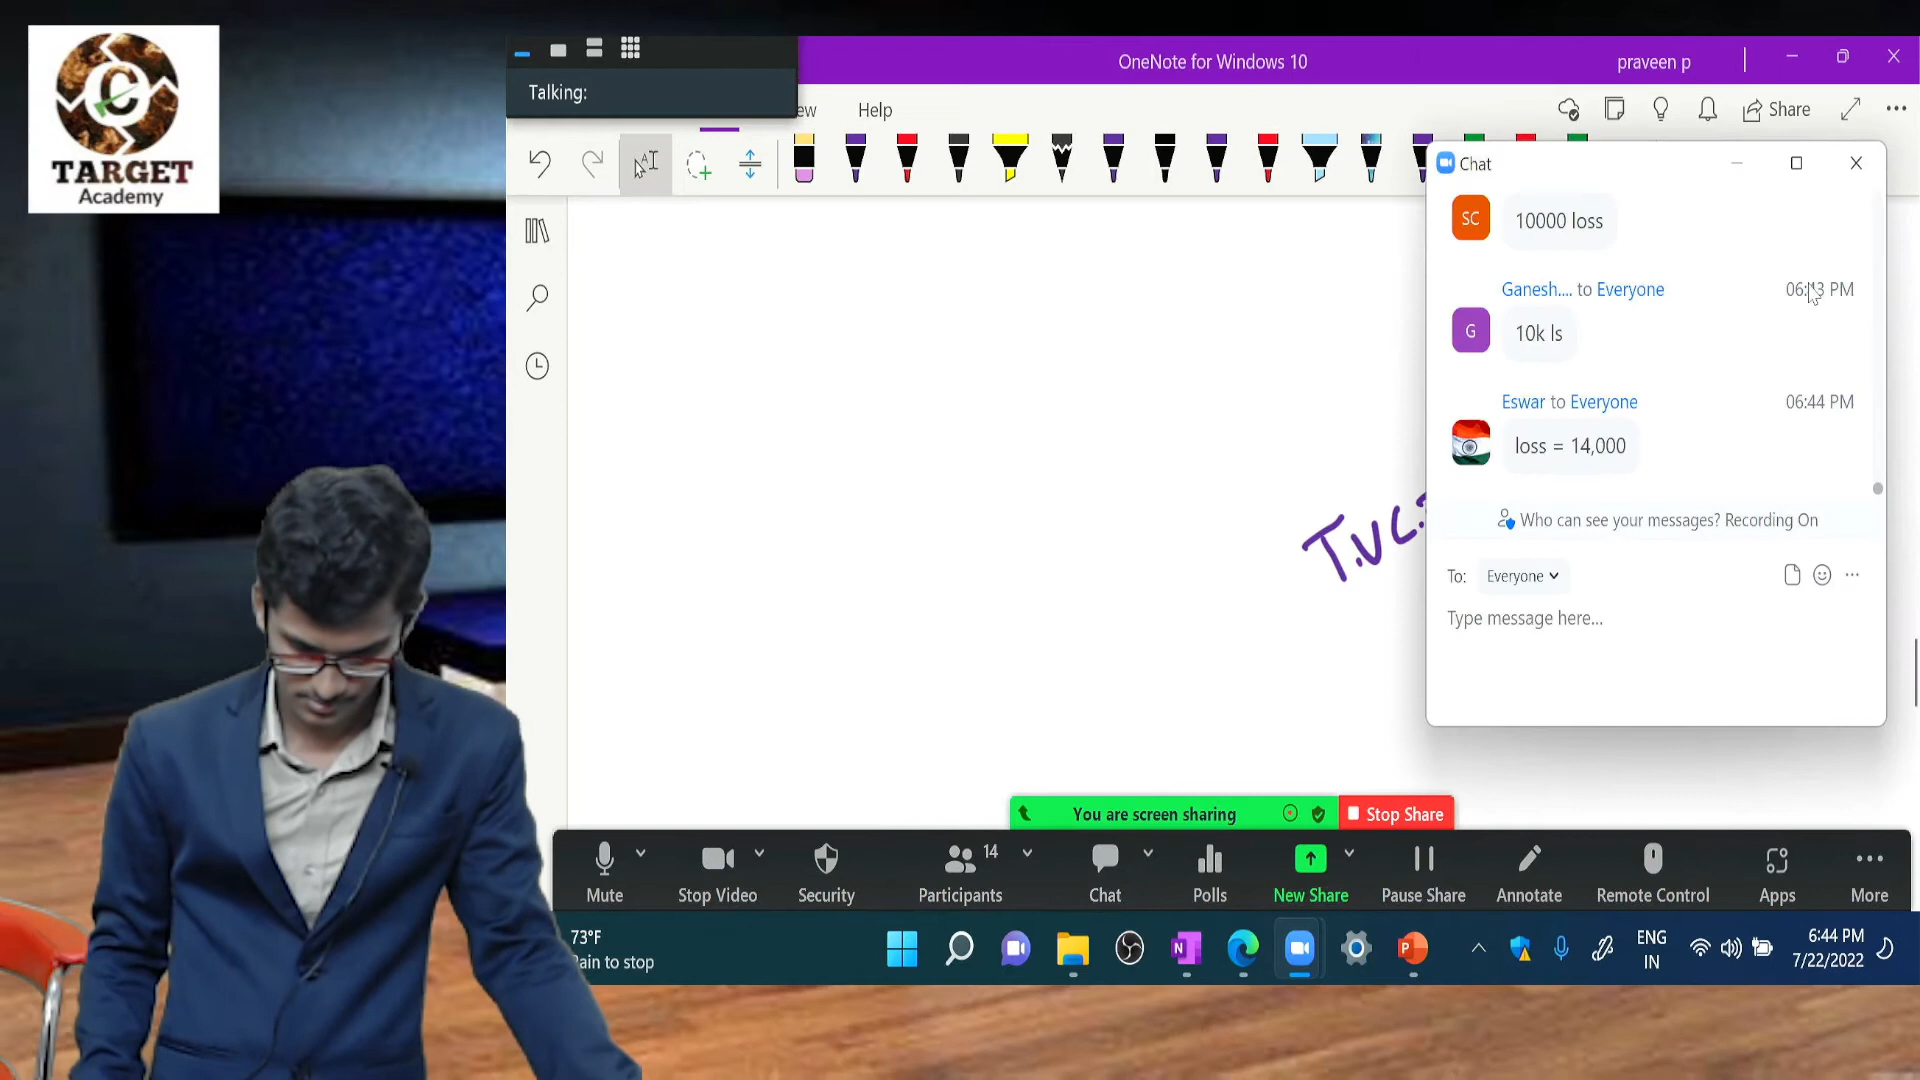 TARGET
Academy
Talking:
OneNote for Windows 10
praveen p
ew
Help
Share
Chat
SC
10000 loss
Ganesh.... to Everyone
06:43 PM
G
10k ls
Eswar to Everyone
06:44 PM
loss = 14,000
T.VC.
Who can see your messages? Recording On
To: Everyone
Type message here...
You are screen sharing
Stop Share
14
Mute
Stop Video
Security
Participants
Chat
Polls
New Share
Pause Share
Annotate
Remote Control
Apps
More
73°F
Rain to stop
ENG
IN
6:44 PM
7/22/2022